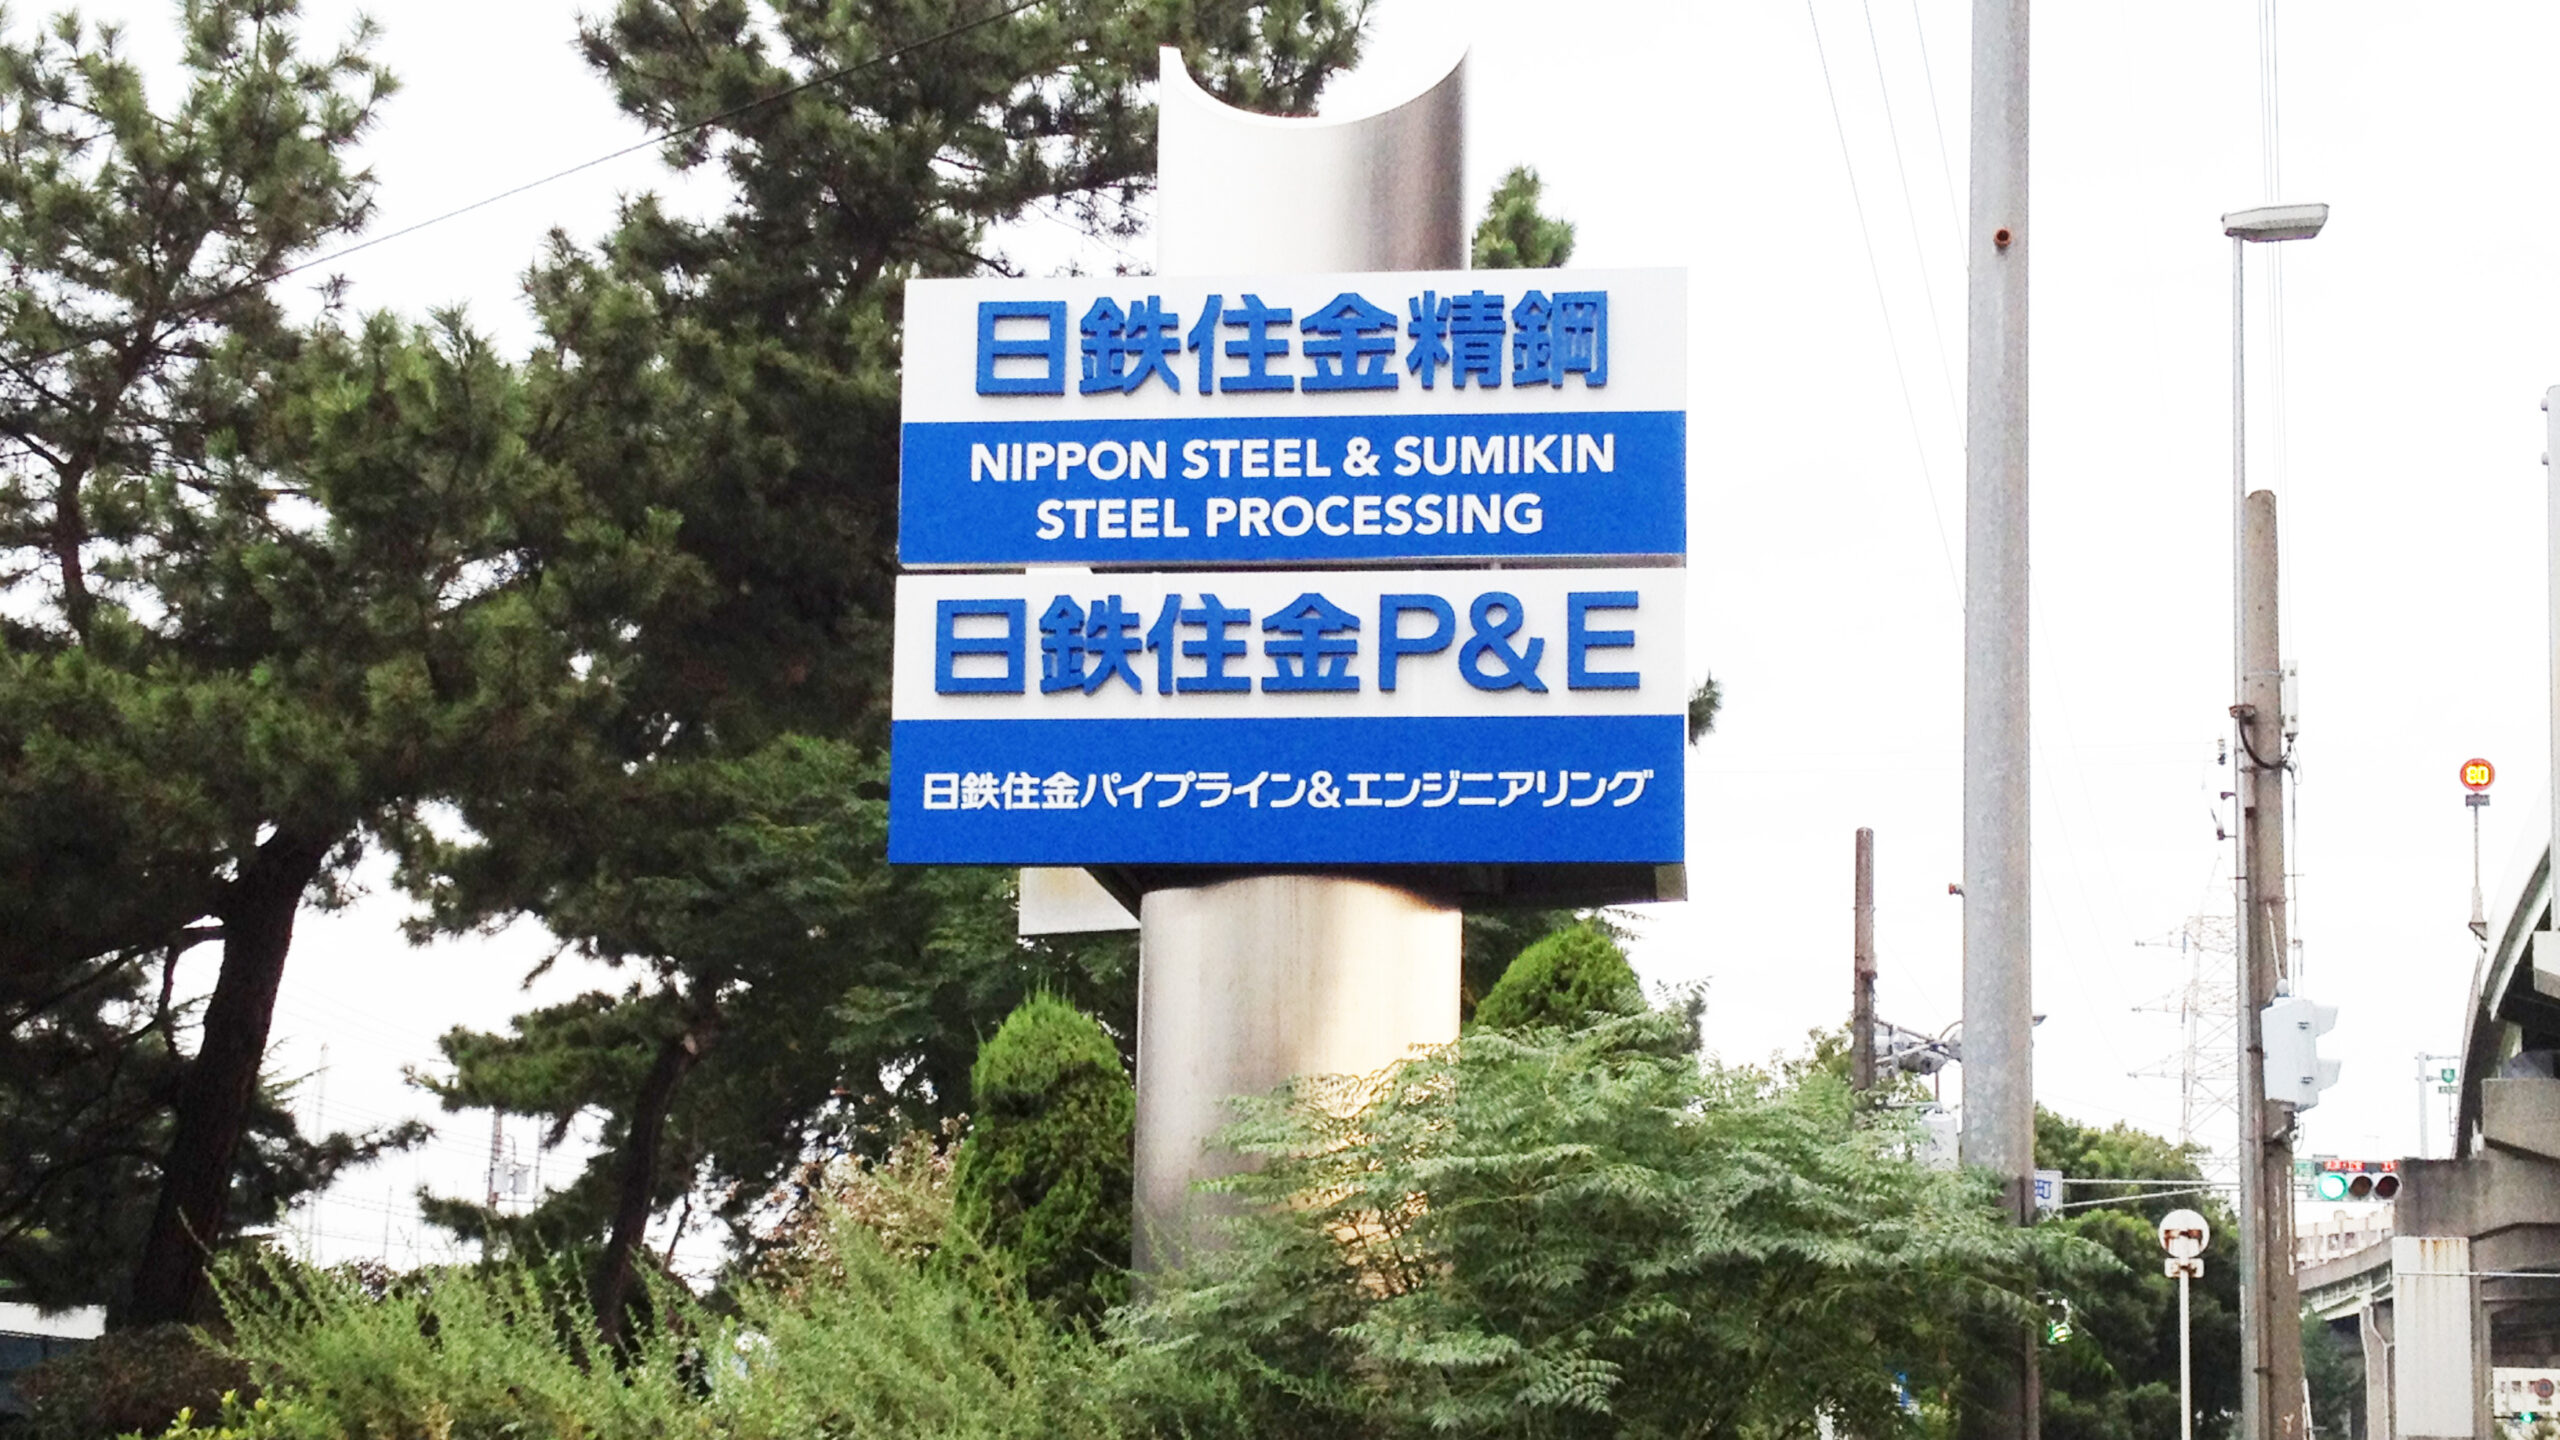 日鉄住金精鋼
NIPPON STEEL & SUMIKIN
STEEL PROCESSING
日鉄住金P&E
日鉄住金パイプライン&エンジニアリング
80